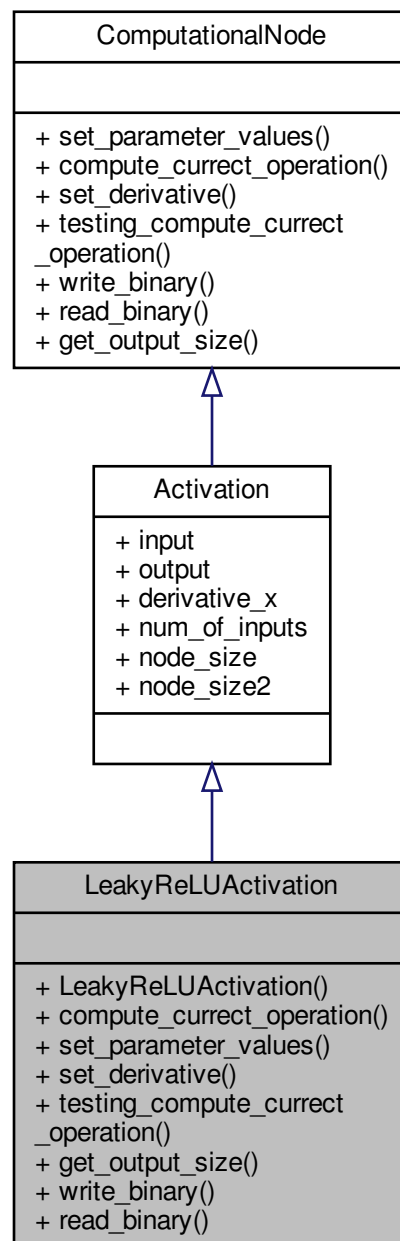 ComputationalNode
+ set_parameter_values()
+ compute_currect_operation()
+ set_derivative()
+ testing_compute_currect
_operation()
+ write_binary()
+ read_binary()
+ get_output_size()
Activation
+ input
+ output
+ derivative_x
+ num_of_inputs
+ node_size
+ node_size2
LeakyReLUActivation
+ LeakyReLUActivation()
+ compute_currect_operation()
+ set_parameter_values()
+ set_derivative()
+ testing_compute_currect
_operation()
+ get_output_size()
+ write_binary()
+ read_binary()